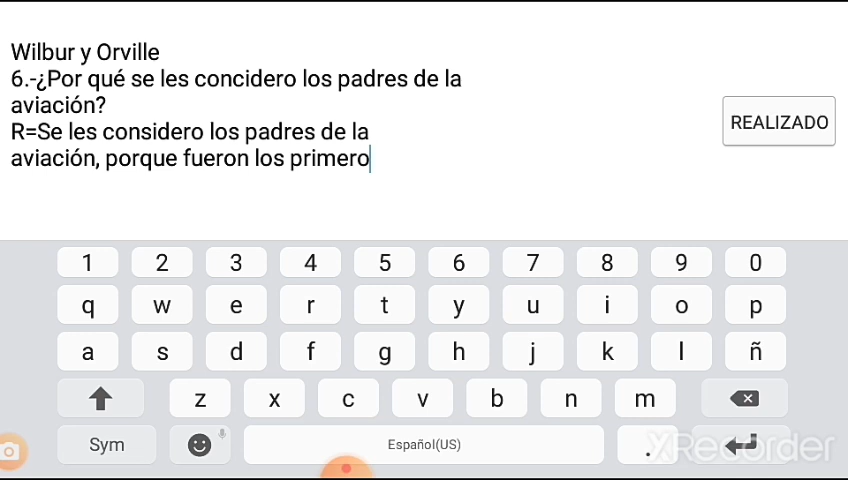 Wilbur y Orville
6.-¿Por qué se les concidero los padres de la
aviación?
R=Se les considero los padres de la
aviación, porque fueron los primero
REALIZADO
1 2 3 4 5 6 7 8 9 0
q w e r t y u i o p
a s d f g h j k l ñ
z x c v b n m
Sym Español(US) .
XRecorder